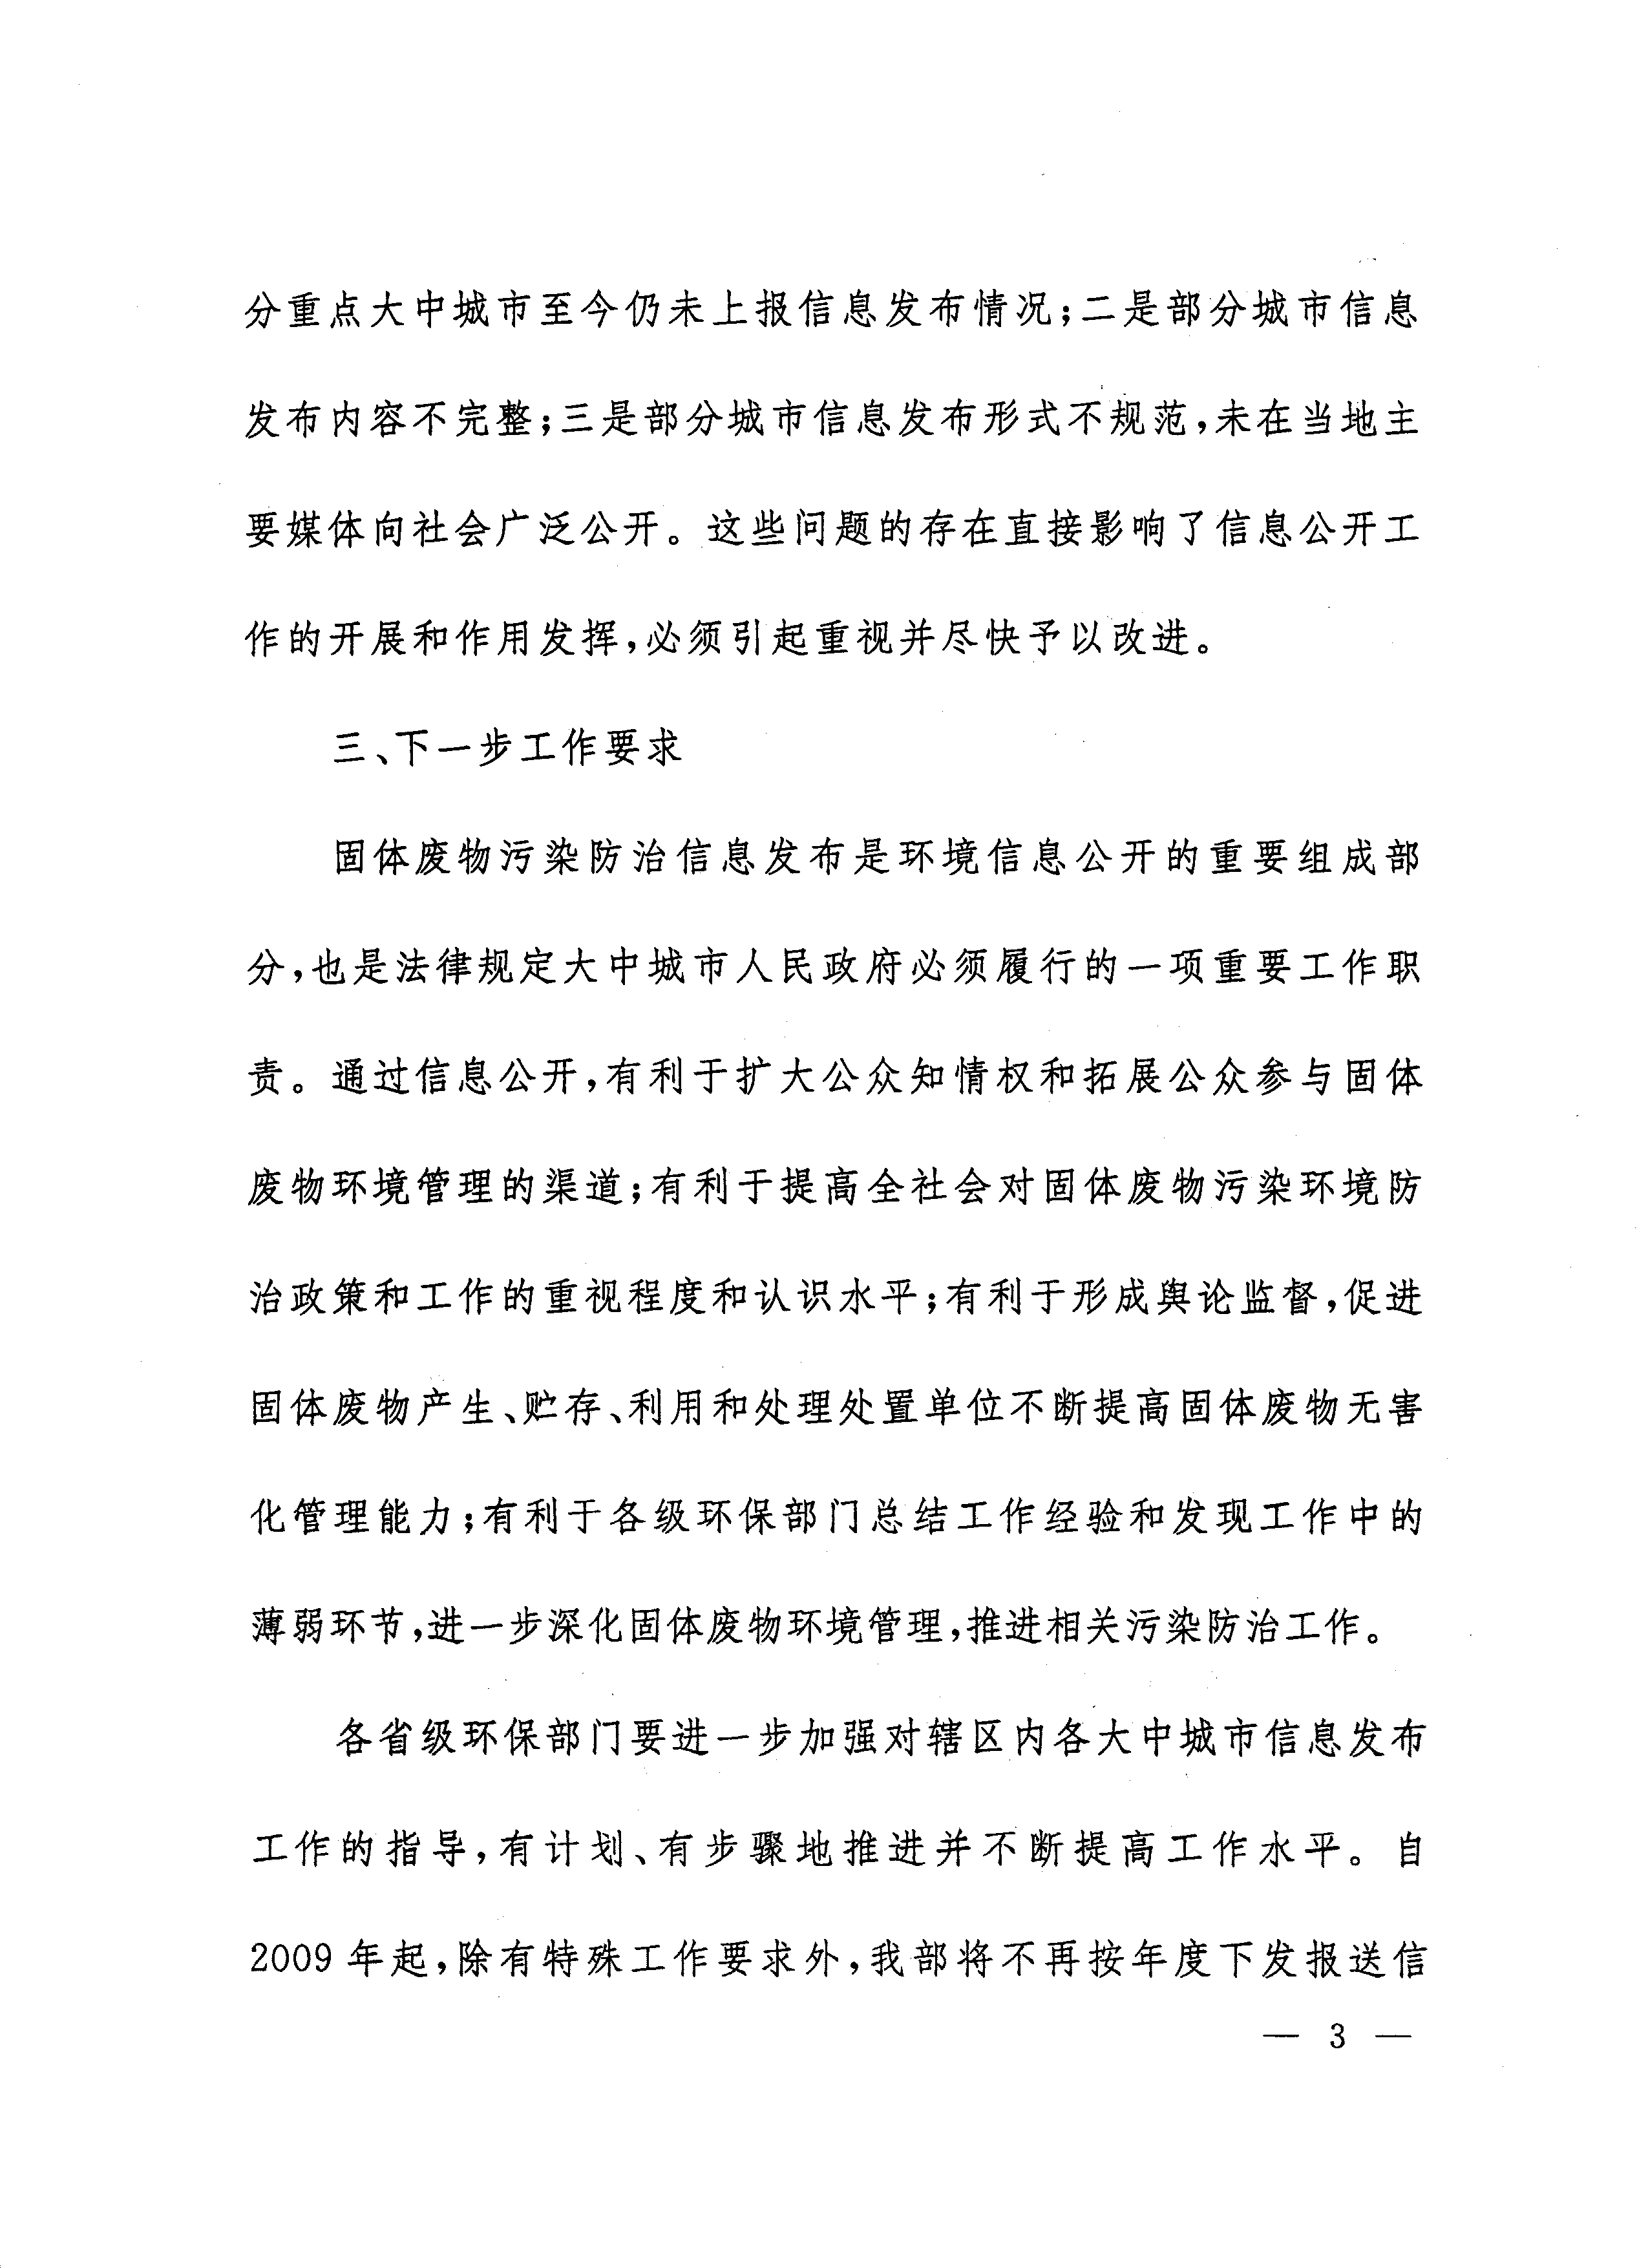 分重点大中城市至今仍未上报信息发布情况;二是部分城市信息
发布内容不完整;三是部分城市信息发布形式不规范,未在当地主
要媒体向社会广泛公开。这些问题的存在直接影响了信息公开工
作的开展和作用发挥,必须引起重视并尽快予以改进。
三、下一步工作要求
固体废物污染防治信息发布是环境信息公开的重要组成部
分,也是法律规定大中城市人民政府必须履行的一项重要工作职
责。通过信息公开,有利于扩大公众知情权和拓展公众参与固体
废物环境管理的渠道;有利于提高全社会对固体废物污染环境防
治政策和工作的重视程度和认识水平;有利于形成舆论监督,促进
固体废物产生、贮存、利用和处理处置单位不断提高固体废物无害
化管理能力;有利于各级环保部门总结工作经验和发现工作中的
薄弱环节,进一步深化固体废物环境管理,推进相关污染防治工作。
各省级环保部门要进一步加强对辖区内各大中城市信息发布
工作的指导,有计划、有步骤地推进并不断提高工作水平。自
2009年起,除有特殊工作要求外,我部将不再按年度下发报送信
— 3 —